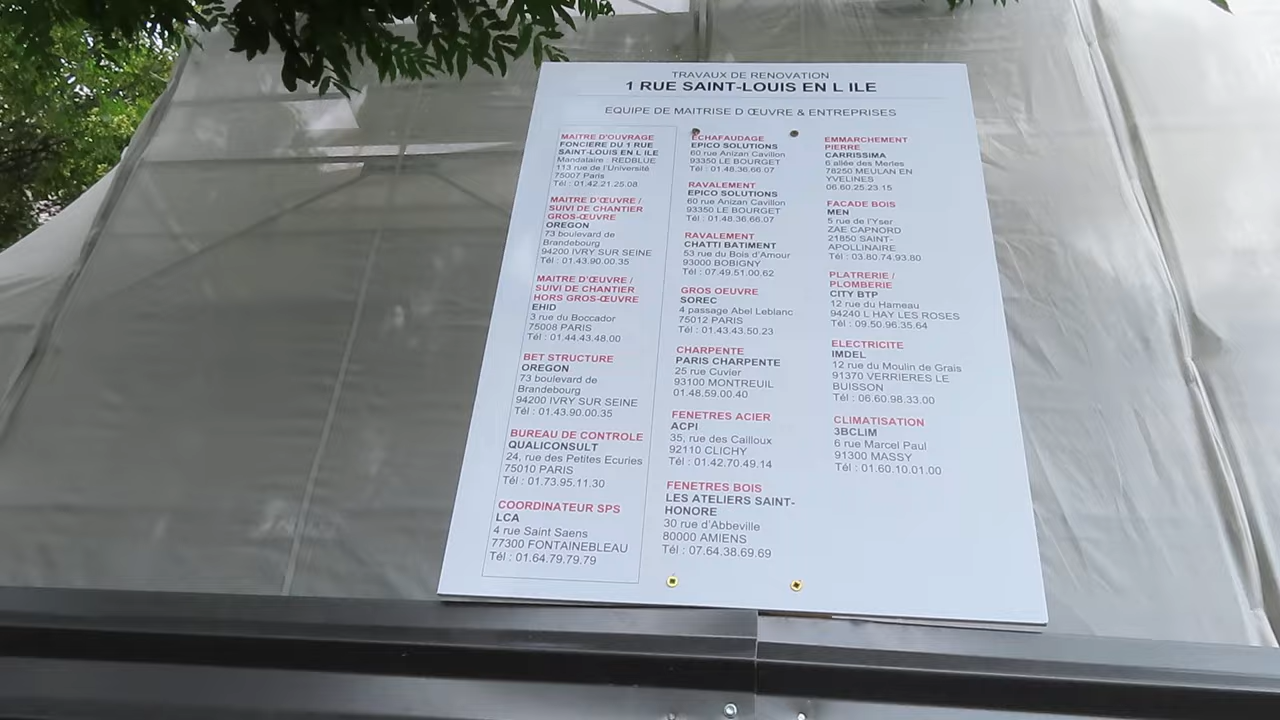 TRAVAUX DE RENOVATION
1 RUE SAINT-LOUIS EN L ILE
EQUIPE DE MAITRISE D ŒUVRE & ENTREPRISES
MAITRE D'OUVRAGE
FONCIERE DU 1 RUE
SAINT-LOUIS EN L ILE
Mandataire : REDBLUE
113 rue de l'Université
75007 Paris
Tél : 01.42.21.25.08
MAITRE D'ŒUVRE /
SUIVI DE CHANTIER
GROS-ŒUVRE
OREGON
73 boulevard de
Brandebourg
94200 IVRY SUR SEINE
Tél : 01.43.90.00.35
MAITRE D'ŒUVRE /
SUIVI DE CHANTIER
HORS GROS-ŒUVRE
EHID
3 rue du Boccador
75008 PARIS
Tél : 01.44.43.48.00
BET STRUCTURE
OREGON
73 boulevard de
Brandebourg
94200 IVRY SUR SEINE
Tél : 01.43.90.00.35
BUREAU DE CONTROLE
QUALICONSULT
24, rue des Petites Ecuries
75010 PARIS
Tél : 01.73.95.11.30
COORDINATEUR SPS
LCA
4 rue Saint Saens
77300 FONTAINEBLEAU
Tél : 01.64.79.79.79
ECHAFAUDAGE
EPICO SOLUTIONS
60 rue Anizan Cavillon
93350 LE BOURGET
Tél : 01.48.36.66.07
RAVALEMENT
EPICO SOLUTIONS
60 rue Anizan Cavillon
93350 LE BOURGET
Tél : 01.48.36.66.07
RAVALEMENT
CHATTI BATIMENT
53 rue du Bois d'Amour
93000 BOBIGNY
Tél : 07.49.51.00.62
GROS OEUVRE
SOREC
4 passage Abel Leblanc
75012 PARIS
Tél : 01.43.43.50.23
CHARPENTE
PARIS CHARPENTE
25 rue Cuvier
93100 MONTREUIL
01.48.59.00.40
FENETRES ACIER
ACPI
35, rue des Cailloux
92110 CLICHY
Tél : 01.42.70.49.14
FENETRES BOIS
LES ATELIERS SAINT-
HONORE
30 rue d'Abbeville
80000 AMIENS
Tél : 07.64.38.69.69
EMMARCHEMENT
PIERRE
CARRISSIMA
6 allée des Merles
78250 MEULAN EN
YVELINES
06.60.25.23 15
FACADE BOIS
MEN
5 rue de l'Yser
ZAE CAPNORD
21850 SAINT-
APOLLINAIRE
Tél : 03.80.74.93.80
PLATRERIE /
PLOMBERIE
CITY BTP
12 rue du Hameau
94240 L HAY LES ROSES
Tél : 09.50.96.35.64
ELECTRICITE
IMDEL
12 rue du Moulin de Grais
91370 VERRIERES LE
BUISSON
Tél : 06.60.98.33.00
CLIMATISATION
3BCLIM
6 rue Marcel Paul
91300 MASSY
Tél : 01.60.10.01.00